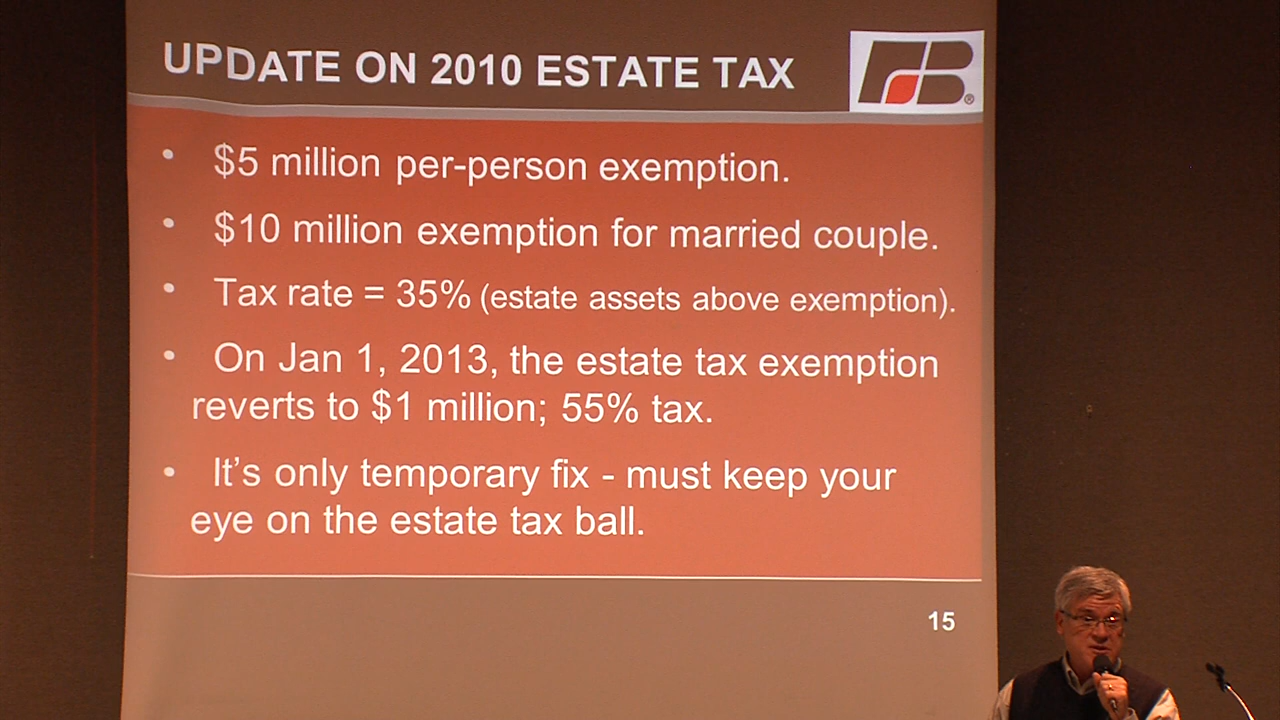 UPDATE ON 2010 ESTATE TAX
FB®
• $5 million per-person exemption.
• $10 million exemption for married couple.
• Tax rate = 35% (estate assets above exemption).
• On Jan 1, 2013, the estate tax exemption
reverts to $1 million; 55% tax.
• It’s only temporary fix - must keep your
eye on the estate tax ball.
15